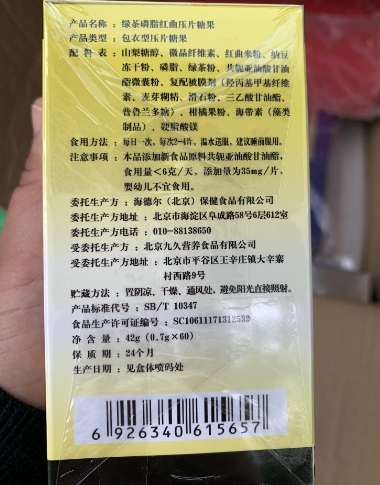 产品名称：绿茶磷脂红曲压片糖果
产品类型：包衣型压片糖果
配 料 表：山梨糖醇、微晶纤维素、红曲米粉、纳豆
冻干粉、磷脂、绿茶粉、共轭亚油酸甘油
酯微囊粉、复配被膜剂（羟丙基甲基纤维
素、麦芽糊精、滑石粉、三乙酸甘油酯、
普鲁兰多糖）、柑橘果粉、海带素（藻类
制品）、硬脂酸镁
食用方法：每日一次，每次2-4片，温水送服，建议睡前服用。
注意事项：本品添加新食品原料共轭亚油酸甘油酯，
食用量＜6克/天，添加量为35mg/片，
婴幼儿不宜食用。
委托生产方：海德尔（北京）保健食品有限公司
委托生产方地址：北京市海淀区阜成路58号6层612室
委托生产方电话：010-88138650
受委托生产方：北京九久营养食品有限公司
受委托生产方地址：北京市平谷区王辛庄镇大辛寨
村西路9号
贮藏方法：置阴凉、干燥、通风处，避免阳光直接照射。
产品标准代号：SB/T 10347
食品生产许可证编号：SC10611171312539
净 含 量：42g（0.7g×60）
保 质 期：24个月
生产日期：见盒体喷码处
6 926340 615657